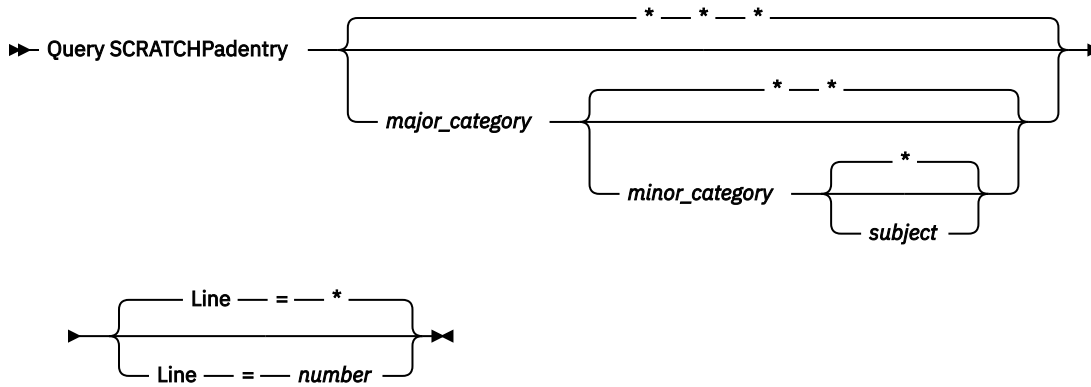 * * *
Query SCRATCHPadentry
* *
major_category
*
minor_category
subject
Line = *
Line = number